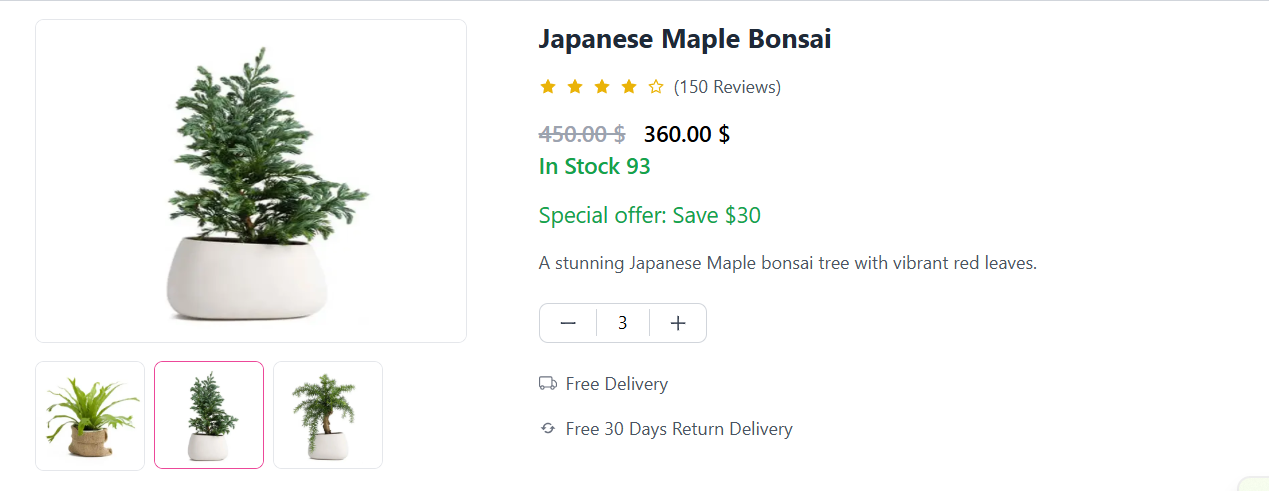 Japanese Maple Bonsai
(150 Reviews)
450.00 $ 360.00 $
In Stock 93
Special offer: Save $30
A stunning Japanese Maple bonsai tree with vibrant red leaves.
3
Free Delivery
Free 30 Days Return Delivery